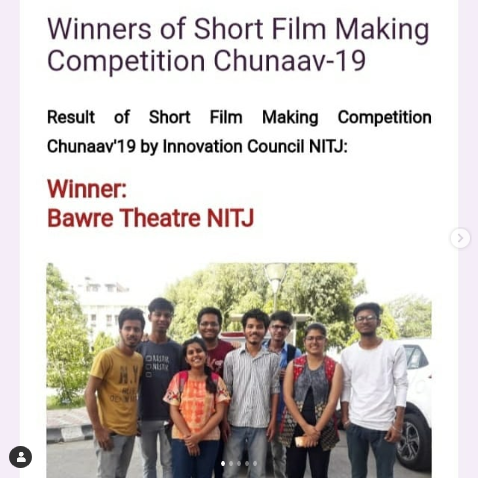 Winners of Short Film Making
Competition Chunaav-19
Result of Short Film Making Competition
Chunaav'19 by Innovation Council NITJ:
Winner:
Bawre Theatre NITJ